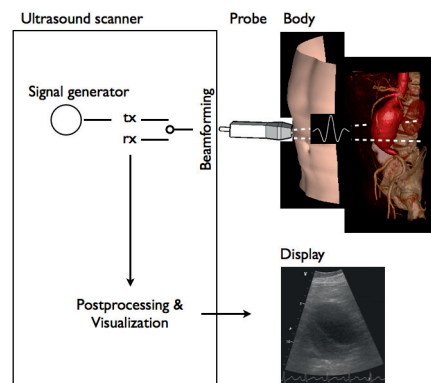 Ultrasound scanner
Probe
Body
Signal generator
tx
rx
Beamforming
Display
Postprocessing &
Visualization